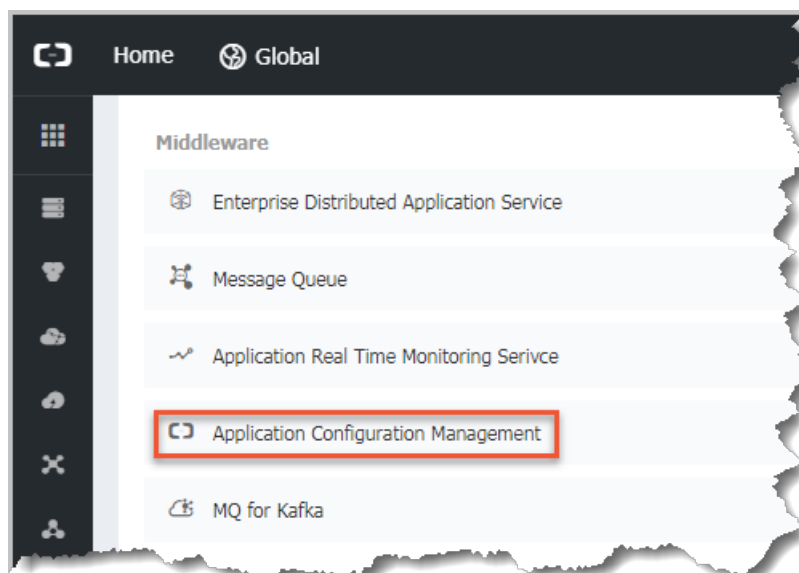 Home Global
Middleware
Enterprise Distributed Application Service
Message Queue
Application Real Time Monitoring Serivce
Application Configuration Management
MQ for Kafka